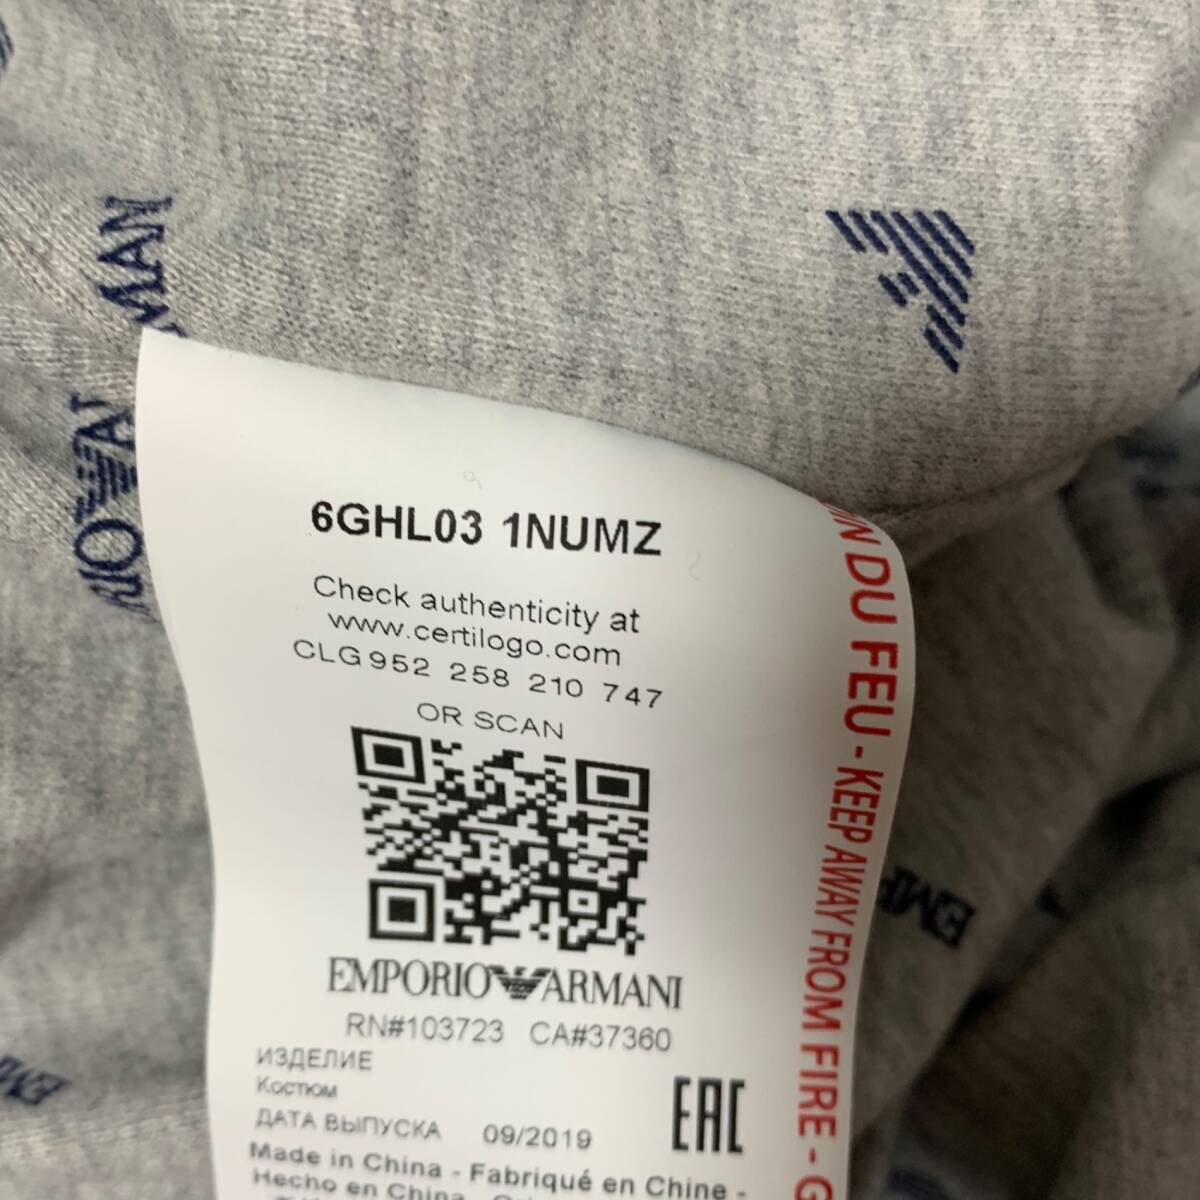 6GHL03 1NUMZ
Check authenticity at
www.certilogo.com
CLG 952 258 210 747
OR SCAN
EMPORIO ARMANI
RN#103723 CA#37360
ИЗДЕЛИЕ
Костюм
ДАТА ВЫПУСКА 09/2019
EAC
Made in China - Fabriqué en Chine -
Hecho en China
DU FEU - KEEP AWAY FROM FIRE -